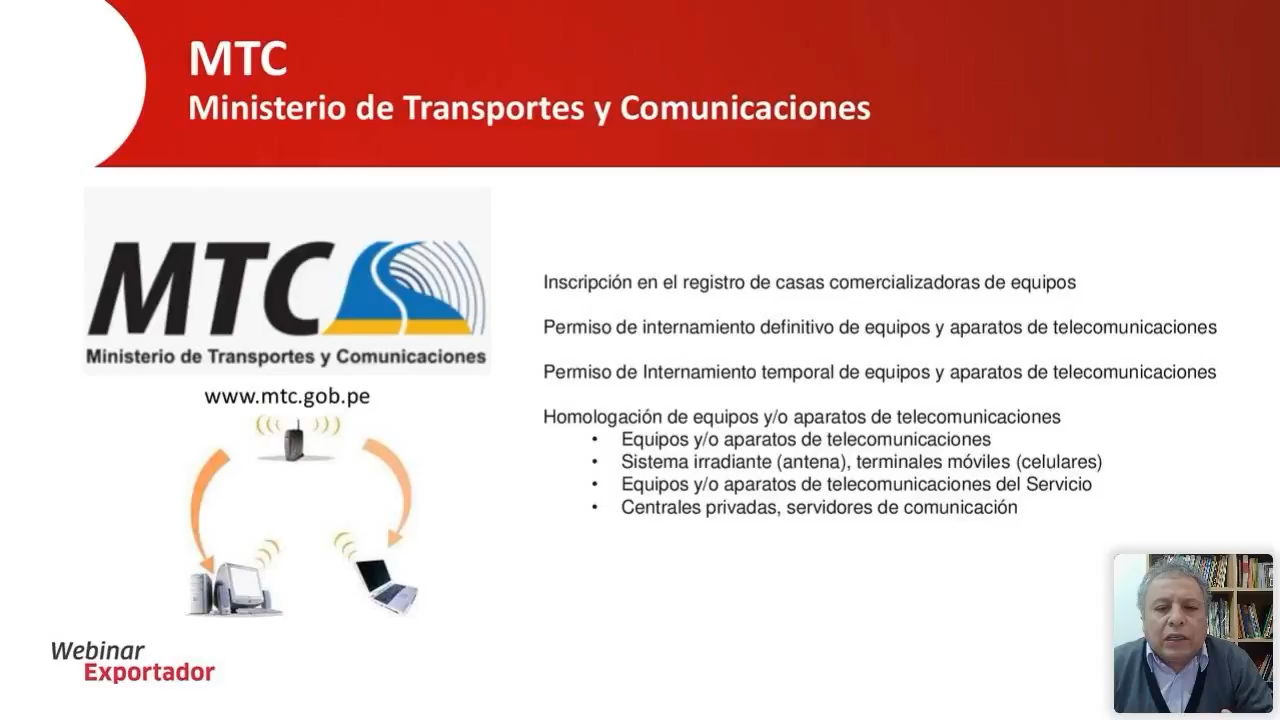 MTC
Ministerio de Transportes y Comunicaciones
MTC
Ministerio de Transportes y Comunicaciones
www.mtc.gob.pe
Inscripción en el registro de casas comercializadoras de equipos
Permiso de internamiento definitivo de equipos y aparatos de telecomunicaciones
Permiso de Internamiento temporal de equipos y aparatos de telecomunicaciones
Homologación de equipos y/o aparatos de telecomunicaciones
• Equipos y/o aparatos de telecomunicaciones
• Sistema irradiante (antena), terminales móviles (celulares)
• Equipos y/o aparatos de telecomunicaciones del Servicio
• Centrales privadas, servidores de comunicación
Webinar
Exportador